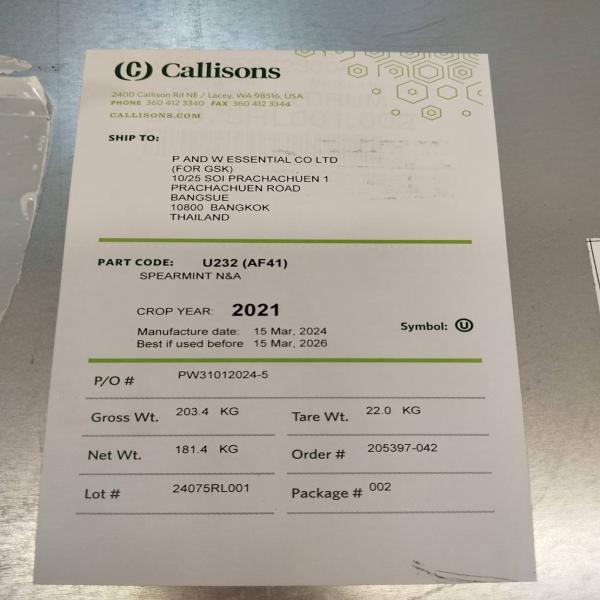 (C) Callisons
2400 Callison Rd NE / Lacey, WA 98516, USA
PHONE 360 412 3340 FAX 360 412 3344
CALLISONS.COM
SHIP TO:
P AND W ESSENTIAL CO LTD
(FOR GSK)
10/25 SOI PRACHACHUEN 1
PRACHACHUEN ROAD
BANGSUE
10800 BANGKOK
THAILAND
PART CODE: U232 (AF41)
SPEARMINT N&A
CROP YEAR: 2021
Manufacture date: 15 Mar, 2024
Best if used before 15 Mar, 2026
Symbol: Ⓤ
P/O # PW31012024-5
Gross Wt. 203.4 KG Tare Wt. 22.0 KG
Net Wt. 181.4 KG Order # 205397-042
Lot # 24075RL001 Package # 002